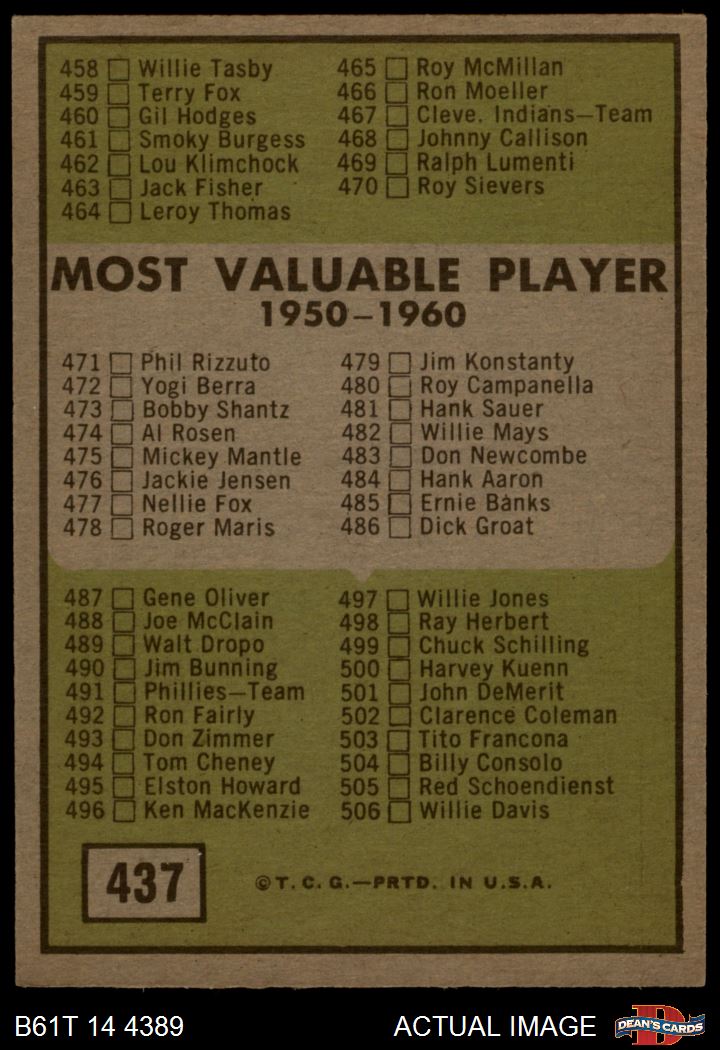 458 Willie Tasby
459 Terry Fox
460 Gil Hodges
461 Smoky Burgess
462 Lou Klimchock
463 Jack Fisher
464 Leroy Thomas
465 Roy McMillan
466 Ron Moeller
467 Cleve. Indians—Team
468 Johnny Callison
469 Ralph Lumenti
470 Roy Sievers
MOST VALUABLE PLAYER
1950–1960
471 Phil Rizzuto
472 Yogi Berra
473 Bobby Shantz
474 Al Rosen
475 Mickey Mantle
476 Jackie Jensen
477 Nellie Fox
478 Roger Maris
479 Jim Konstanty
480 Roy Campanella
481 Hank Sauer
482 Willie Mays
483 Don Newcombe
484 Hank Aaron
485 Ernie Banks
486 Dick Groat
487 Gene Oliver
488 Joe McClain
489 Walt Dropo
490 Jim Bunning
491 Phillies—Team
492 Ron Fairly
493 Don Zimmer
494 Tom Cheney
495 Elston Howard
496 Ken MacKenzie
497 Willie Jones
498 Ray Herbert
499 Chuck Schilling
500 Harvey Kuenn
501 John DeMerit
502 Clarence Coleman
503 Tito Francona
504 Billy Consolo
505 Red Schoendienst
506 Willie Davis
437
©T. C. G.—PRTD. IN U.S.A.
B61T 14 4389
ACTUAL IMAGE
DEAN'S CARDS